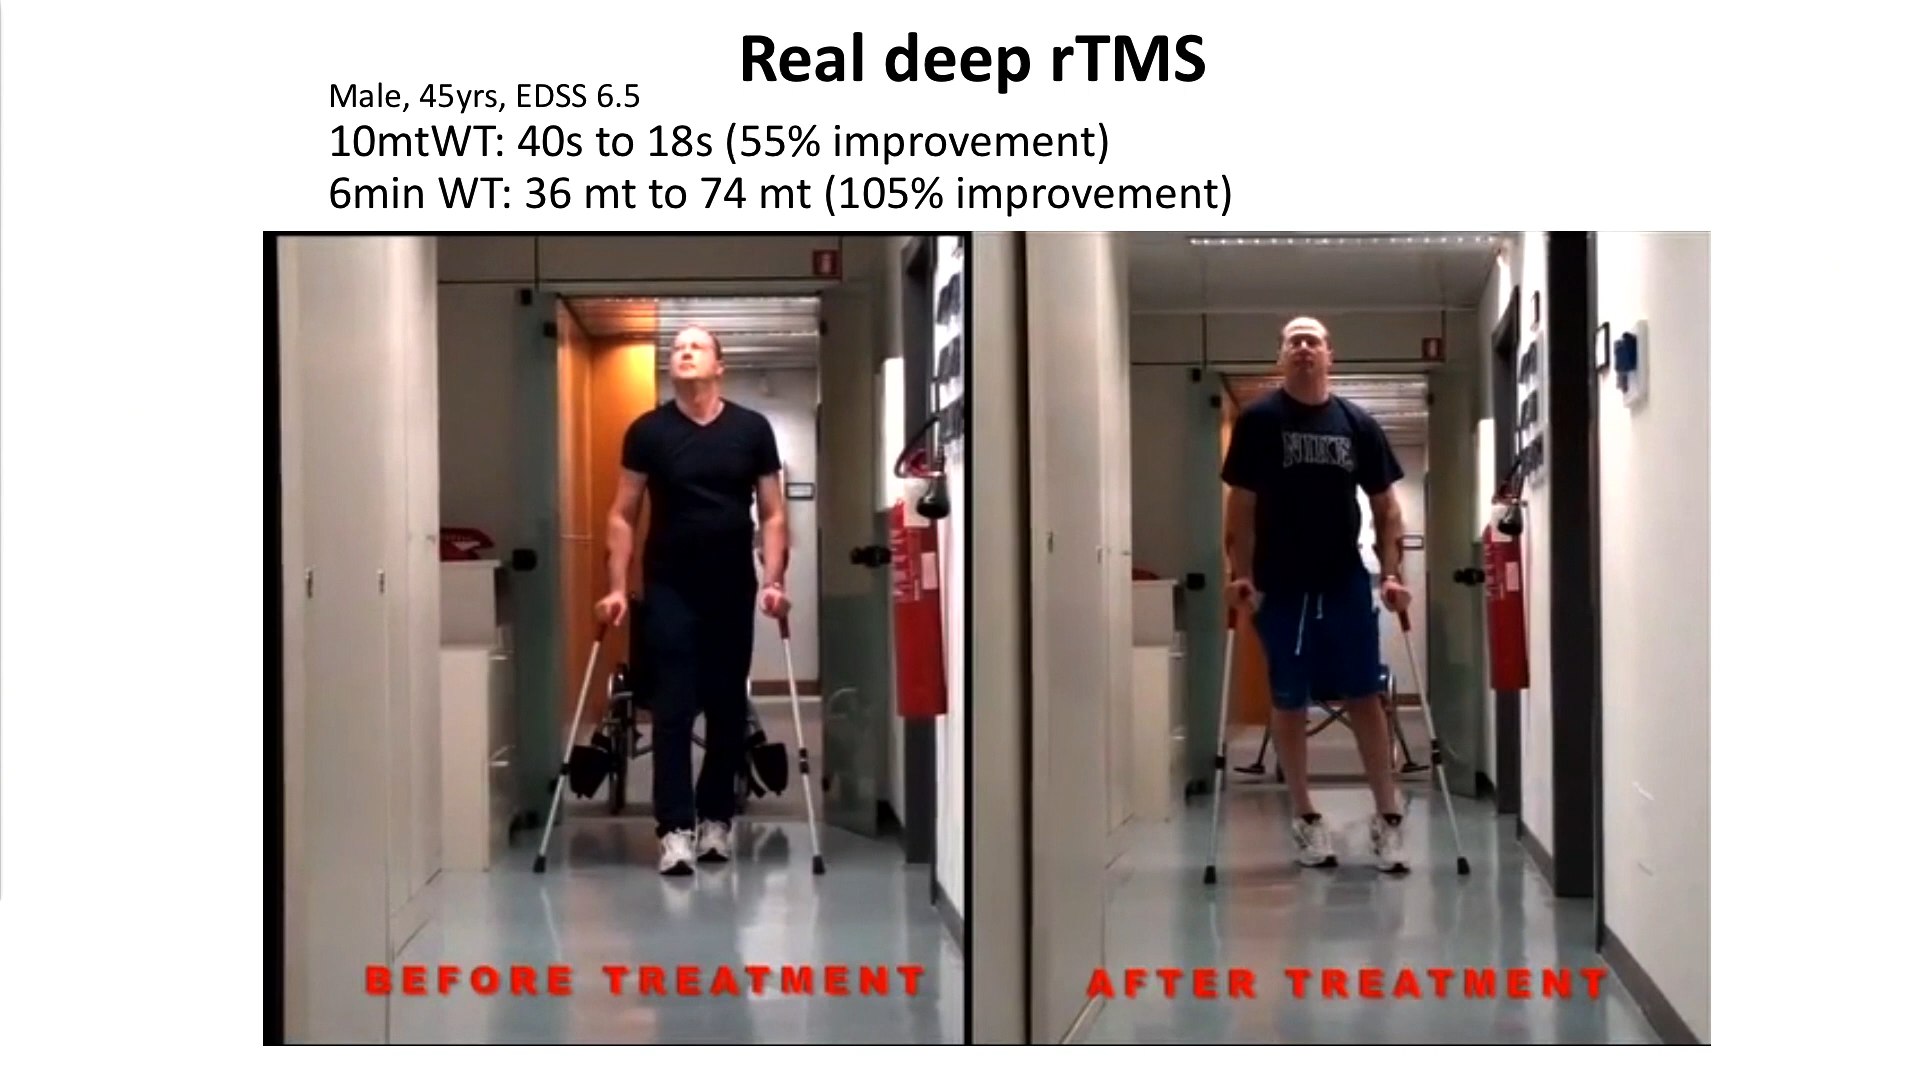 Real deep rTMS
Male, 45yrs, EDSS 6.5
10mtWT: 40s to 18s (55% improvement)
6min WT: 36 mt to 74 mt (105% improvement)
NIKE
BEFORE TREATMENT
AFTER TREATMENT